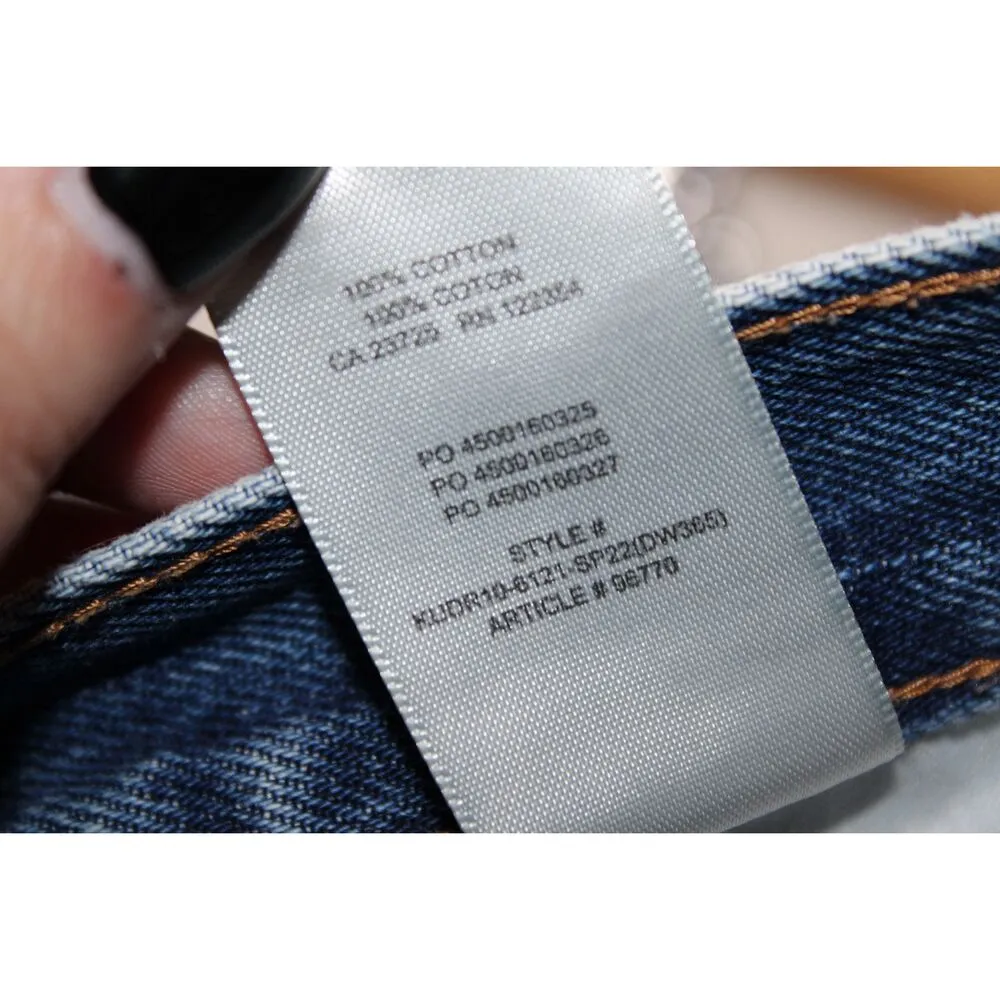 100% COTTON
100% COTON
CA 23725 RN 122354
PO 4500160325
PO 4500160326
PO 4500160327
STYLE #
KUDR10-6121-SP22(DW365)
ARTICLE # 96770